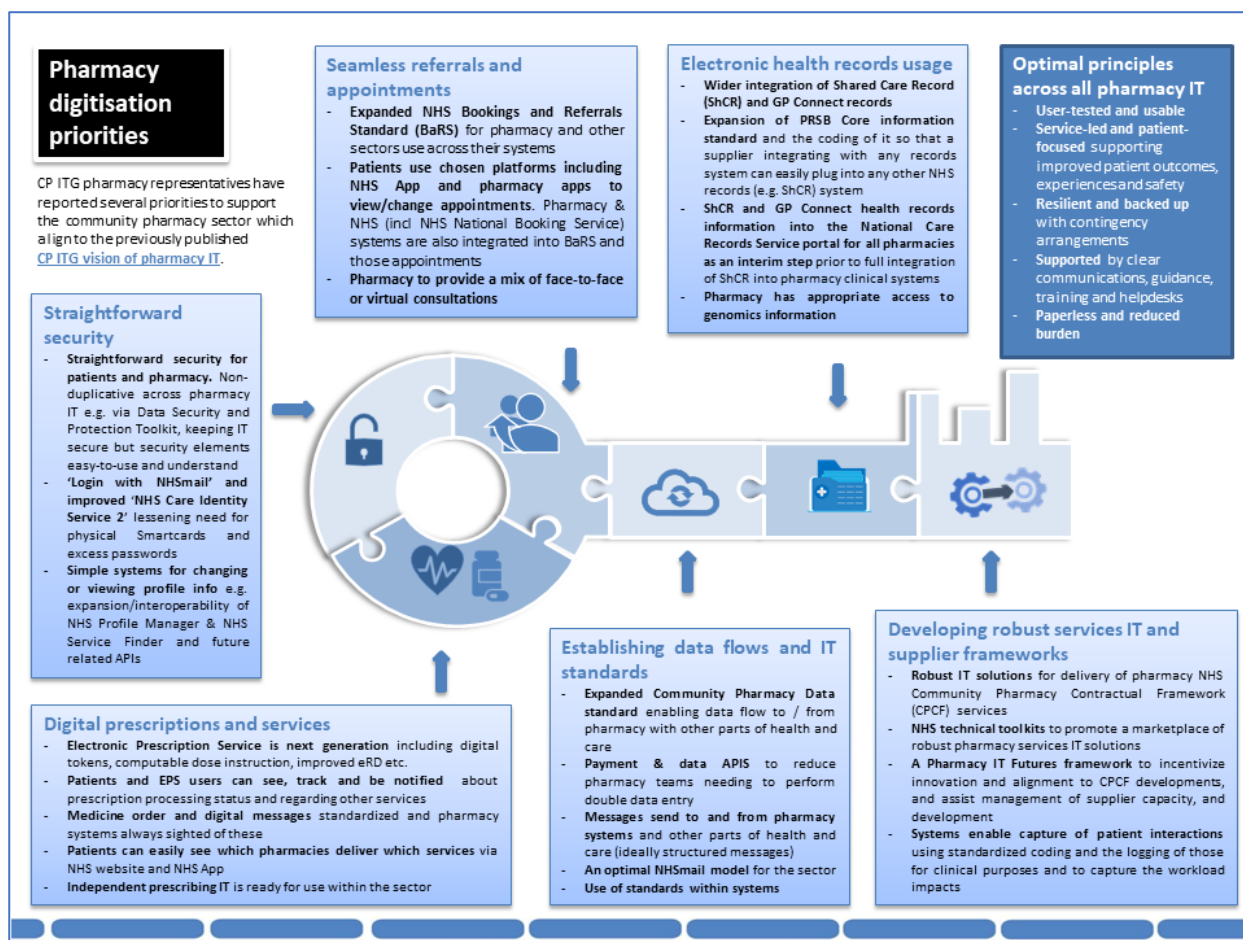 Pharmacy
digitisation
priorities
CP ITG pharmacy representatives have
reported several priorities to support
the community pharmacy sector which
align to the previously published
CP ITG vision of pharmacy IT.
Straightforward
security
- Straightforward security for
patients and pharmacy. Non-
duplicative across pharmacy
IT e.g. via Data Security and
Protection Toolkit, keeping IT
secure but security elements
easy-to-use and understand
- ‘Login with NHSmail’ and
improved ‘NHS Care Identity
Service 2’ lessening need for
physical Smartcards and
excess passwords
- Simple systems for changing
or viewing profile info e.g.
expansion/interoperability of
NHS Profile Manager & NHS
Service Finder and future
related APIs
Seamless referrals and
appointments
- Expanded NHS Bookings and Referrals
Standard (BaRS) for pharmacy and other
sectors use across their systems
- Patients use chosen platforms including
NHS App and pharmacy apps to
view/change appointments. Pharmacy &
NHS (incl NHS National Booking Service)
systems are also integrated into BaRS and
those appointments
- Pharmacy to provide a mix of face-to-face
or virtual consultations
Electronic health records usage
- Wider integration of Shared Care Record
(ShCR) and GP Connect records
- Expansion of PRSB Core information
standard and the coding of it so that a
supplier integrating with any records
system can easily plug into any other NHS
records (e.g. ShCR) system
- ShCR and GP Connect health records
information into the National Care
Records Service portal for all pharmacies
as an interim step prior to full integration
of ShCR into pharmacy clinical systems
- Pharmacy has appropriate access to
genomics information
Optimal principles
across all pharmacy IT
- User-tested and usable
- Service-led and patient-
focused supporting
improved patient outcomes,
experiences and safety
- Resilient and backed up
with contingency
arrangements
- Supported by clear
communications, guidance,
training and helpdesks
- Paperless and reduced
burden
Digital prescriptions and services
- Electronic Prescription Service is next generation including digital
tokens, computable dose instruction, improved eRD etc.
- Patients and EPS users can see, track and be notified about
prescription processing status and regarding other services
- Medicine order and digital messages standardized and pharmacy
systems always sighted of these
- Patients can easily see which pharmacies deliver which services via
NHS website and NHS App
- Independent prescribing IT is ready for use within the sector
Establishing data flows and IT
standards
- Expanded Community Pharmacy Data
standard enabling data flow to / from
pharmacy with other parts of health and
care
- Payment & data APIS to reduce
pharmacy teams needing to perform
double data entry
- Messages send to and from pharmacy
systems and other parts of health and
care (ideally structured messages)
- An optimal NHSmail model for the sector
- Use of standards within systems
Developing robust services IT and
supplier frameworks
- Robust IT solutions for delivery of pharmacy NHS
Community Pharmacy Contractual Framework
(CPCF) services
- NHS technical toolkits to promote a marketplace of
robust pharmacy services IT solutions
- A Pharmacy IT Futures framework to incentivize
innovation and alignment to CPCF developments,
and assist management of supplier capacity, and
development
- Systems enable capture of patient interactions
using standardized coding and the logging of those
for clinical purposes and to capture the workload
impacts